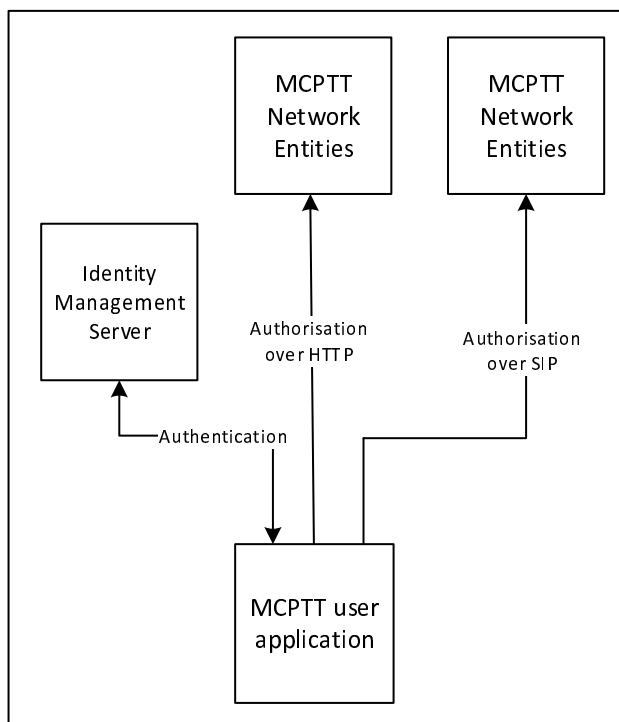 MCPTT
Network
Entities
MCPTT
Network
Entities
Identity
Management
Server
Authorisation
over HTTP
Authorisation
over SIP
Authentication
MCPTT user
application